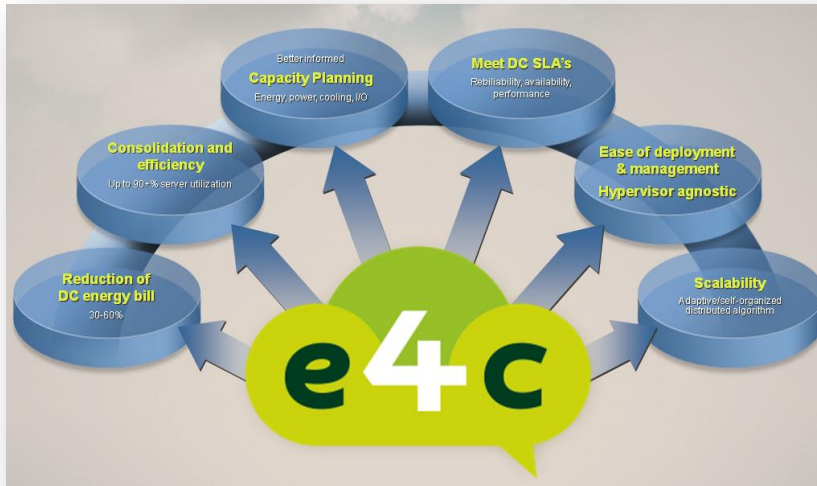 Better informed
Capacity Planning
Energy, power, cooling, I/O
Meet DC SLA's
Rebiliability, availability,
performance
Consolidation and
efficiency
Up to 90+% server utilization
Ease of deployment
& management
Hypervisor agnostic
Reduction of
DC energy bill
30-60%
Scalability
Adaptive/self-organized
distributed algorithm
e4c